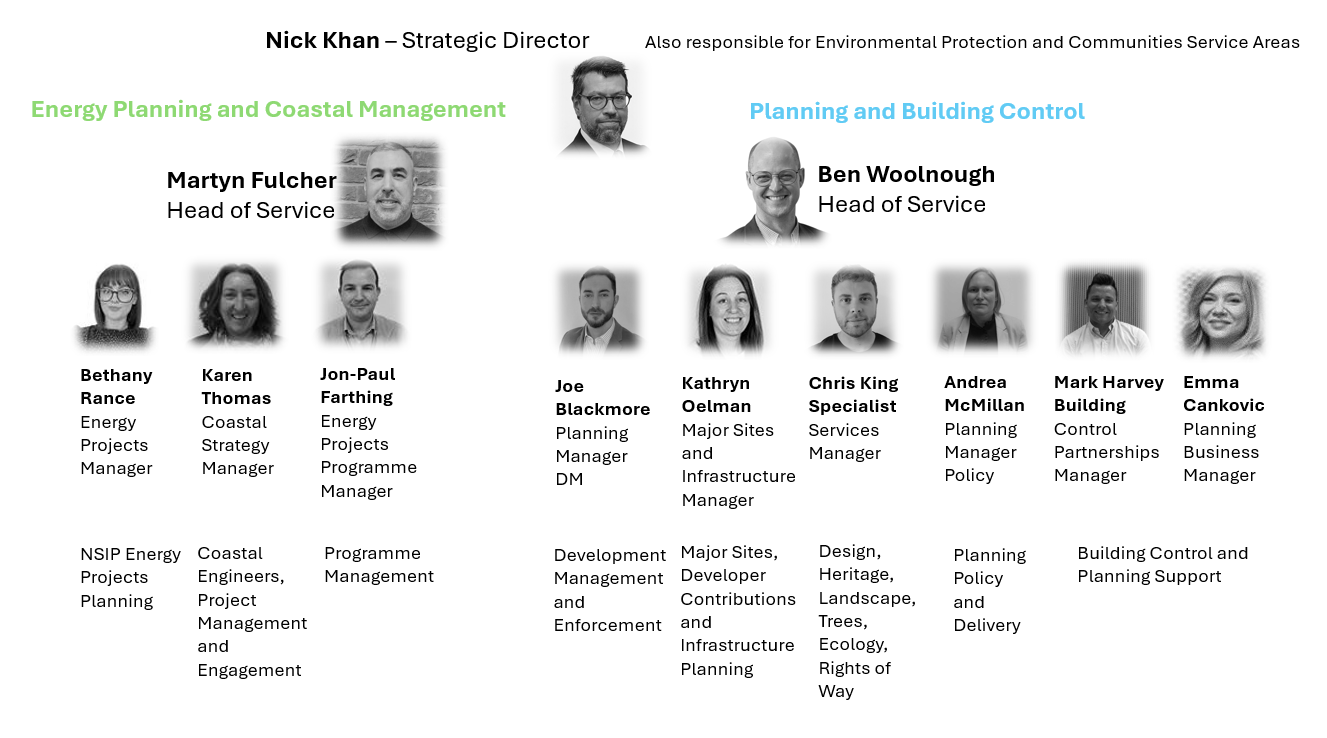 Nick Khan – Strategic Director
Also responsible for Environmental Protection and Communities Service Areas
Energy Planning and Coastal Management
Martyn Fulcher
Head of Service
Bethany
Rance
Energy
Projects
Manager
Karen
Thomas
Coastal
Strategy
Manager
Jon-Paul
Farthing
Energy
Projects
Programme
Manager
NSIP Energy
Projects
Planning
Coastal
Engineers,
Project
Management
and
Engagement
Programme
Management
Planning and Building Control
Ben Woolnough
Head of Service
Joe
Blackmore
Planning
Manager
DM
Kathryn
Oelman
Major Sites
and
Infrastructure
Manager
Chris King
Specialist
Services
Manager
Andrea
McMillan
Planning
Manager
Policy
Mark Harvey
Building
Control
Partnerships
Manager
Emma
Cankovic
Planning
Business
Manager
Development
Management
and
Enforcement
Major Sites,
Developer
Contributions
and
Infrastructure
Planning
Design,
Heritage,
Landscape,
Trees,
Ecology,
Rights of
Way
Planning
Policy
and
Delivery
Building Control and
Planning Support